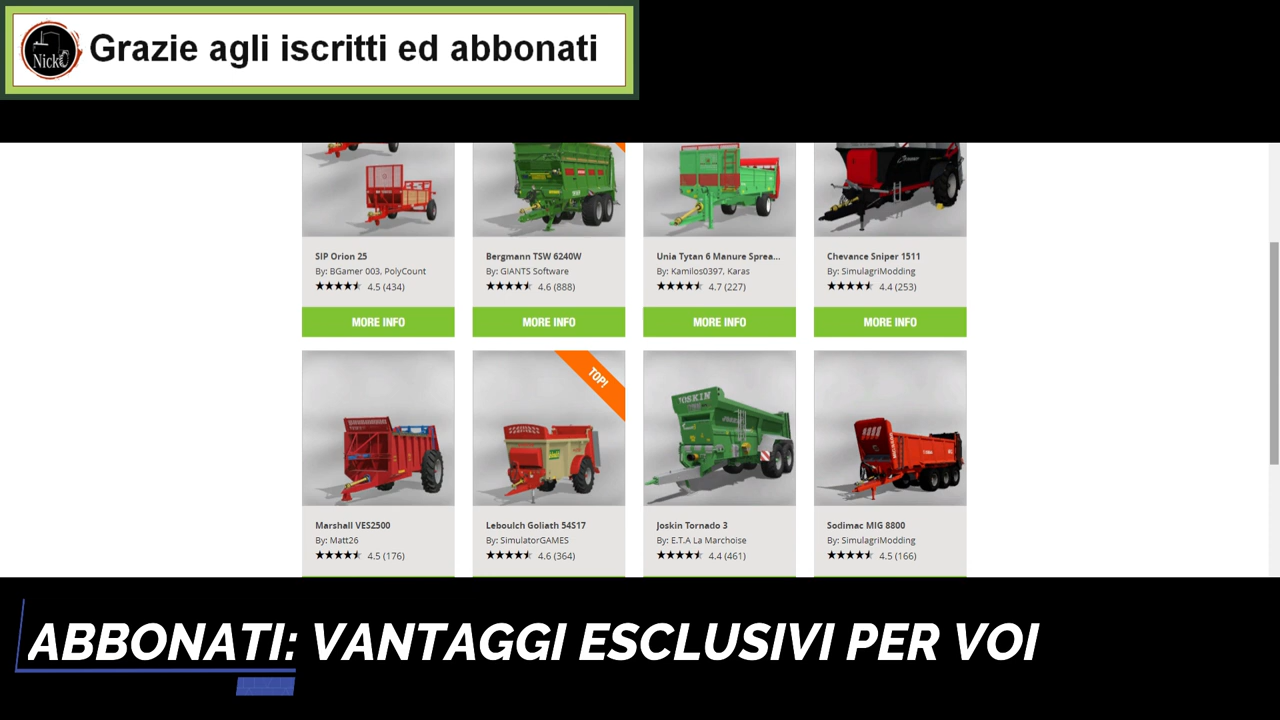 Nick
Grazie agli iscritti ed abbonati
SIP Orion 25
By: BGamer 003, PolyCount
4.5 (434)
MORE INFO
Bergmann TSW 6240W
By: GIANTS Software
4.6 (888)
MORE INFO
Unia Tytan 6 Manure Sprea...
By: Kamilos0397, Karas
4.7 (227)
MORE INFO
Chevance Sniper 1511
By: SimulagriModding
4.4 (253)
MORE INFO
Marshall VES2500
By: Matt26
4.5 (176)
TOP!
Leboulch Goliath 54S17
By: SimulatorGAMES
4.6 (364)
JOSKIN
Joskin Tornado 3
By: E.T.A La Marchoise
4.4 (461)
Sodimac MIG 8800
By: SimulagriModding
4.5 (166)
ABBONATI: VANTAGGI ESCLUSIVI PER VOI